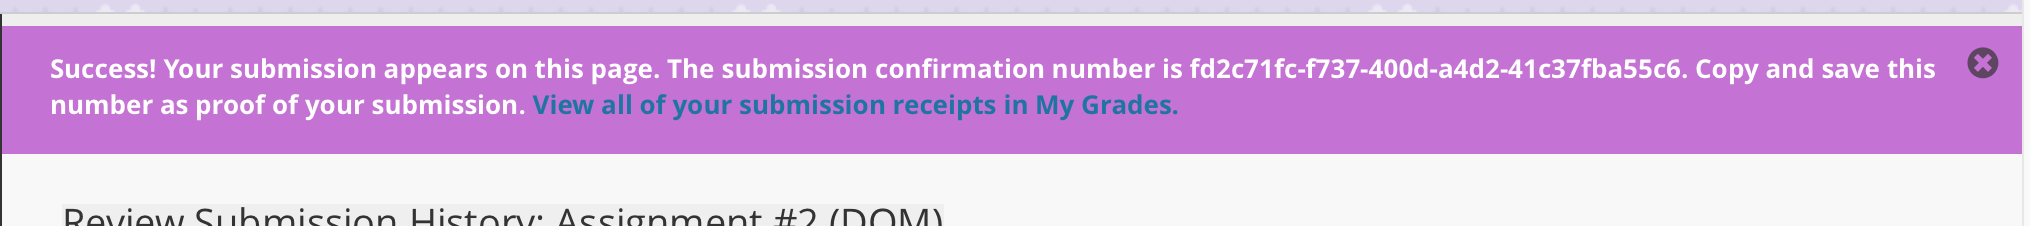 Success! Your submission appears on this page. The submission confirmation number is fd2c71fc-f737-400d-a4d2-41c37fba55c6. Copy and save this
number as proof of your submission. View all of your submission receipts in My Grades.
Review Submission History: Assignment #2 (DOM)